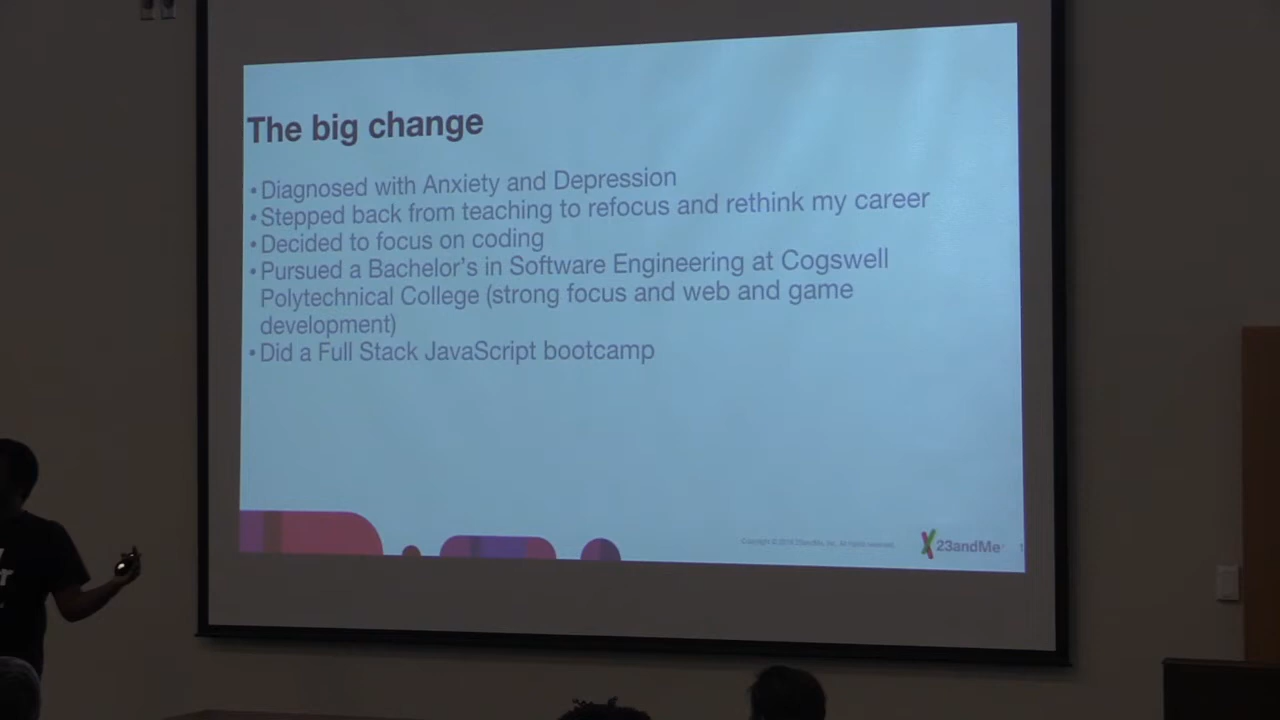 The big change
• Diagnosed with Anxiety and Depression
• Stepped back from teaching to refocus and rethink my career
• Decided to focus on coding
• Pursued a Bachelor's in Software Engineering at Cogswell
Polytechnical College (strong focus and web and game
development)
• Did a Full Stack JavaScript bootcamp
23andMe